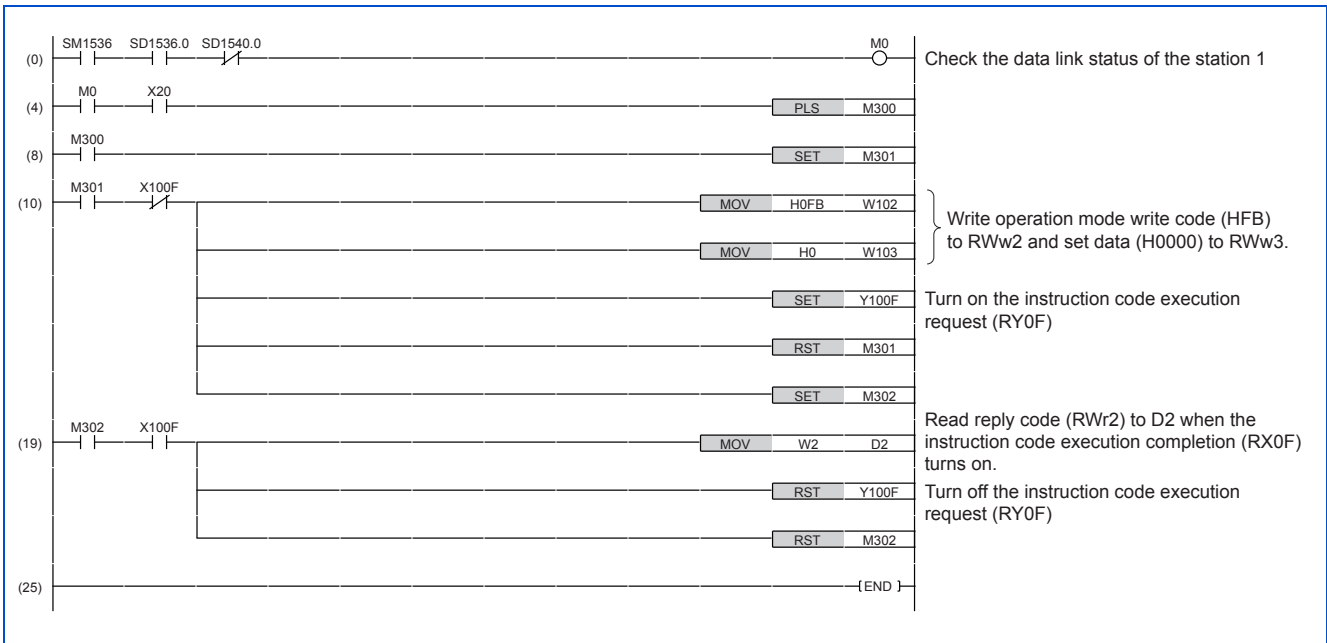 SM1536 SD1536.0 SD1540.0 M0
(0) Check the data link status of the station 1
M0 X20
(4) PLS M300
M300
(8) SET M301
M301 X100F
(10) MOV H0FB W102
Write operation mode write code (HFB)
to RWw2 and set data (H0000) to RWw3.
MOV H0 W103
SET Y100F Turn on the instruction code execution
request (RY0F)
RST M301
SET M302
M302 X100F
Read reply code (RWr2) to D2 when the
(19) MOV W2 D2 instruction code execution completion (RX0F)
turns on.
RST Y100F Turn off the instruction code execution
request (RY0F)
RST M302
(25) END